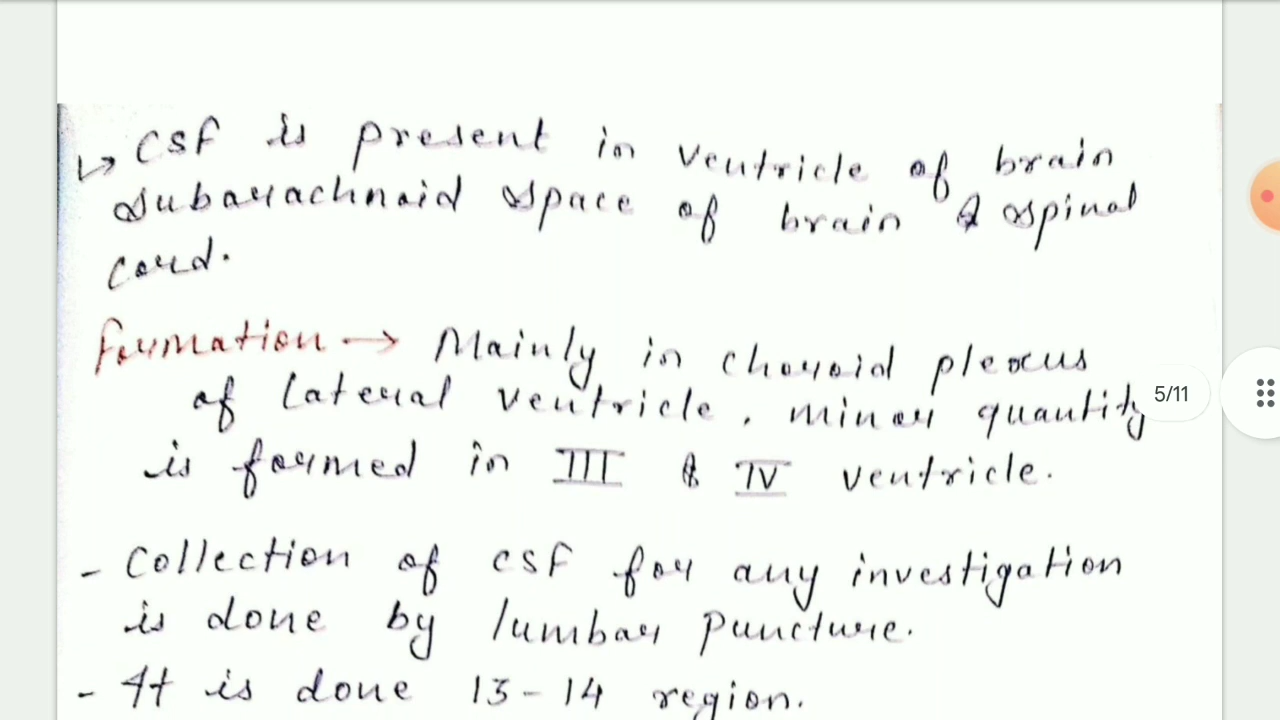 ↳ CSF is present in ventricle of brain
subarachnoid space of brain & spinal
cord.
formation → Mainly in choroid plexus
of lateral ventricle, minor quantity
is formed in III & IV ventricle.
5/11
- Collection of CSF for any investigation
is done by lumbar puncture.
- It is done 13-14 region.